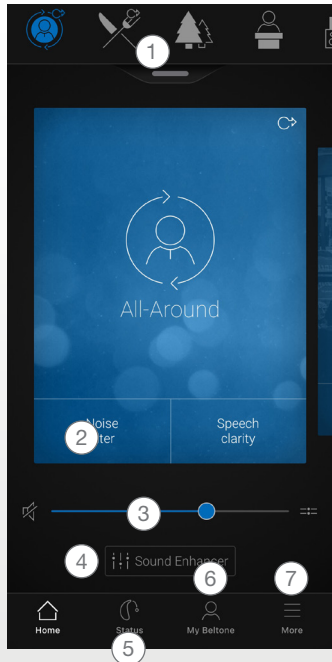 1
All-Around
Noise
2
Speech
clarity
3
4
Sound Enhancer
6
7
Home
Status
My Beltone
More
5